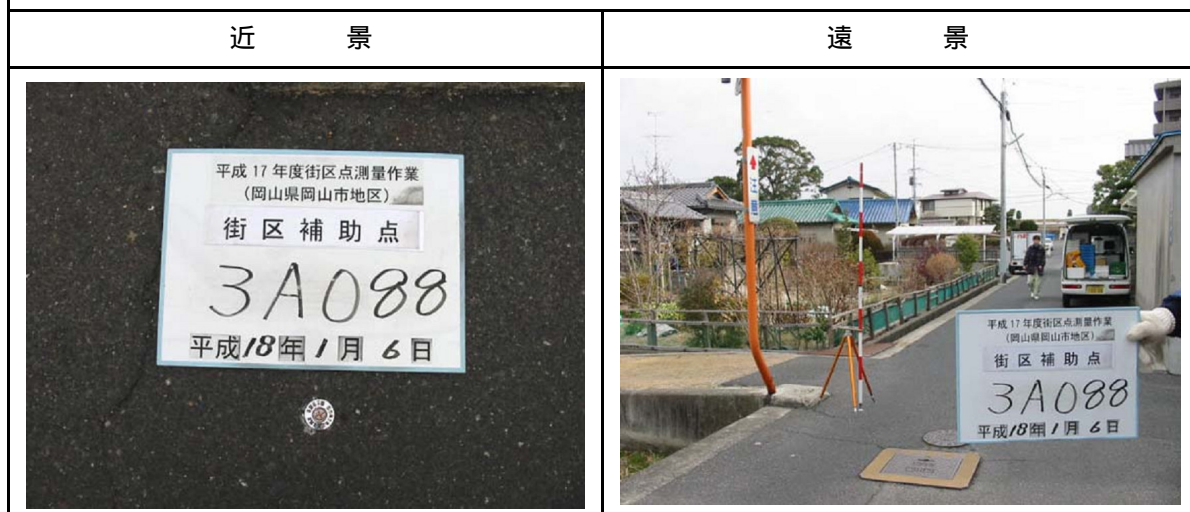 近景
遠景
平成17年度街区点測量作業
（岡山県岡山市地区）
街区補助点
3A088
平成18年1月6日
平成17年度街区点測量作業
（岡山県岡山市地区）
街区補助点
3A088
平成18年1月6日